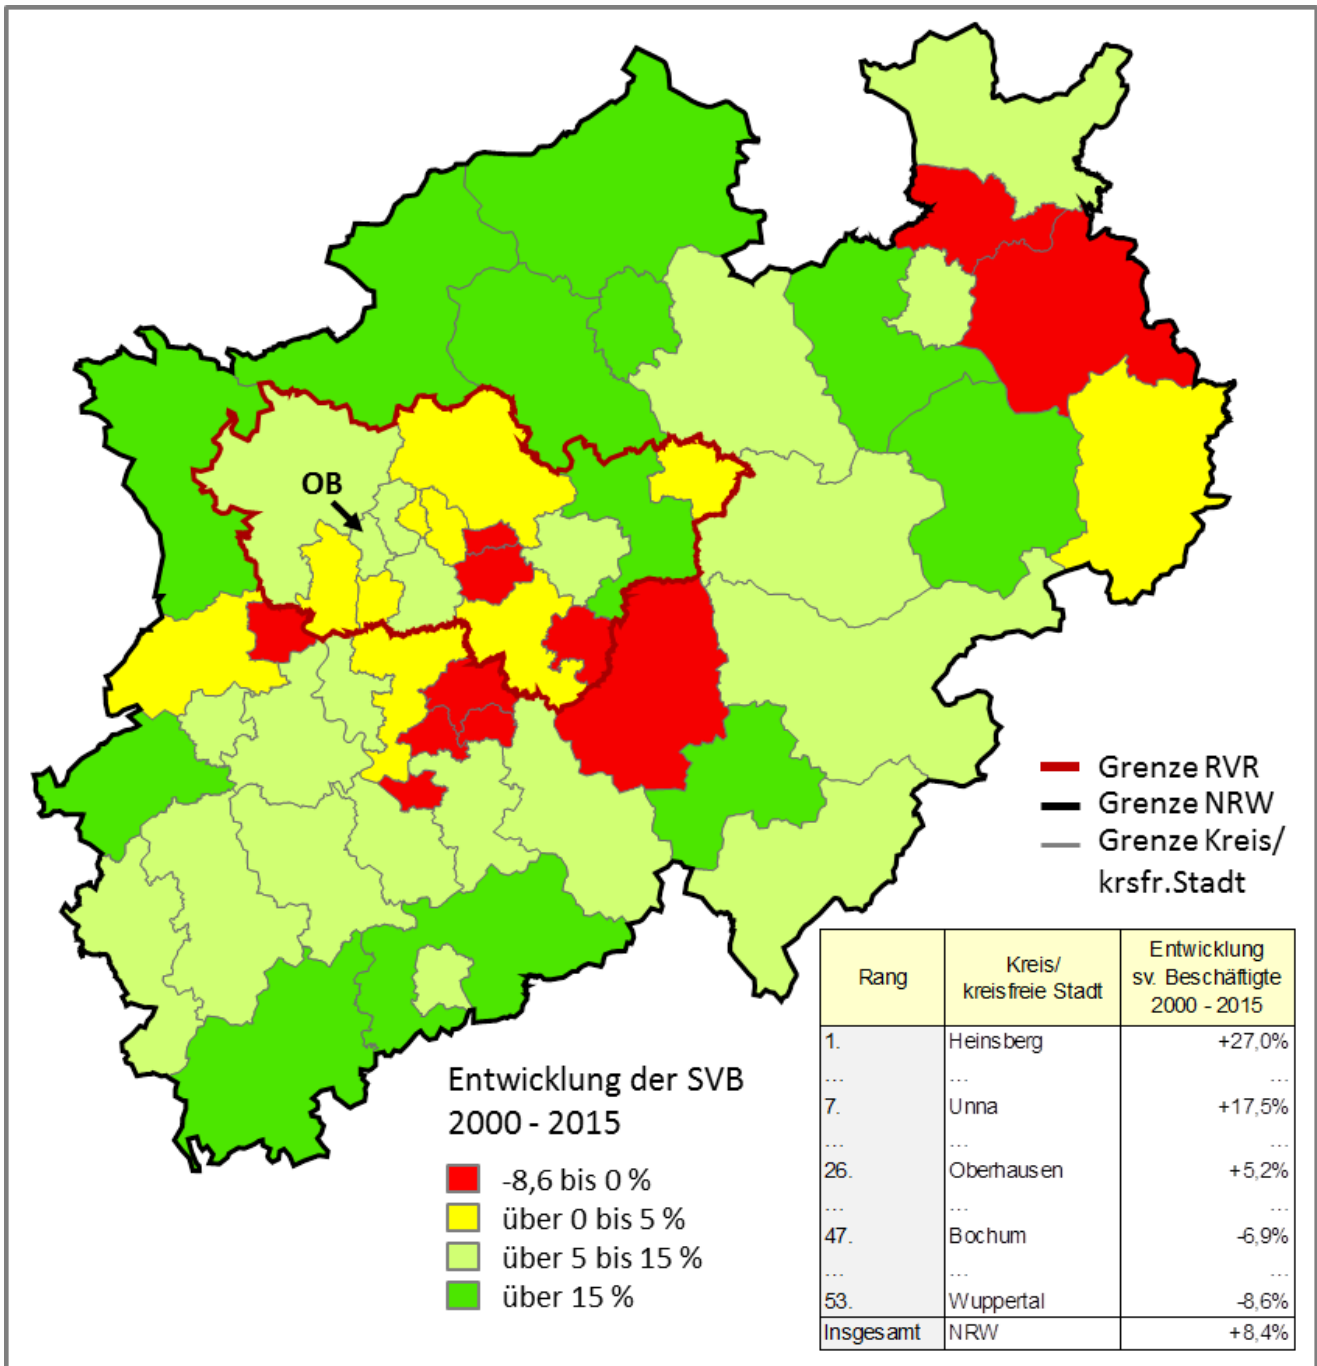 OB
Grenze RVR
Grenze NRW
Grenze Kreis/
krsfr.Stadt
Entwicklung der SVB
2000 - 2015
-8,6 bis 0 %
über 0 bis 5 %
über 5 bis 15 %
über 15 %
Rang Kreis/ kreisfreie Stadt Entwicklung sv. Beschäftigte 2000 - 2015
1. Heinsberg +27,0%
... ... ...
7. Unna +17,5%
... ... ...
26. Oberhausen +5,2%
... ... ...
47. Bochum -6,9%
... ... ...
53. Wuppertal -8,6%
Insgesamt NRW +8,4%